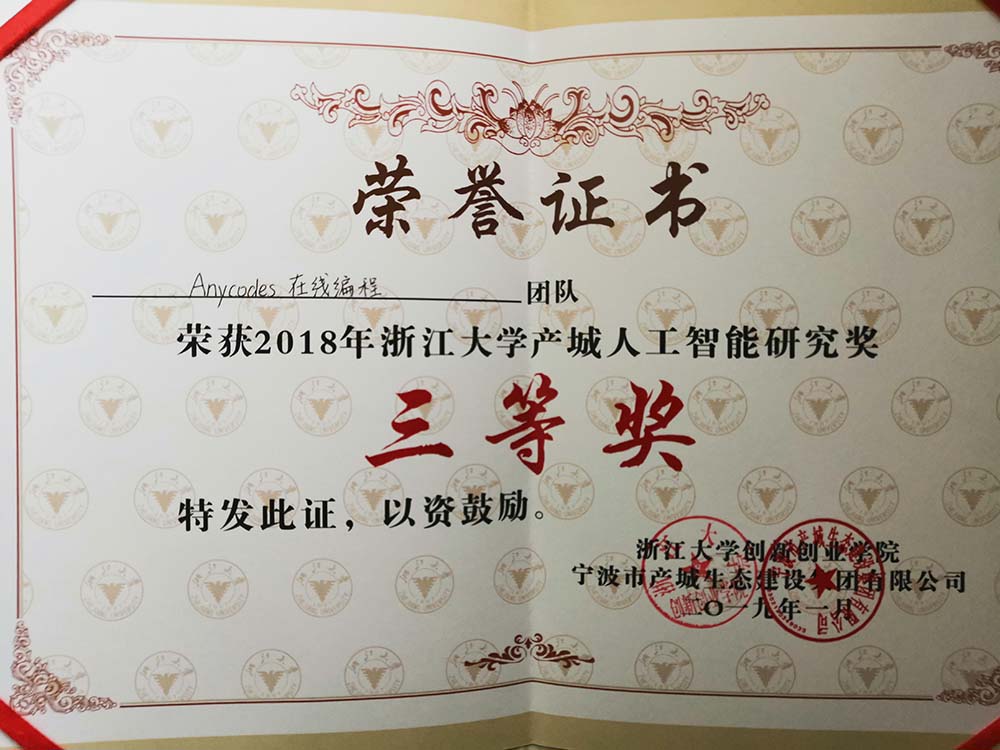 荣誉证书
Anycodes 在线编程 团队
荣获2018年浙江大学产城人工智能研究奖
三等奖
特发此证，以资鼓励。
浙江大学创新创业学院
宁波市产城生态建设集团有限公司
二〇一九年一月